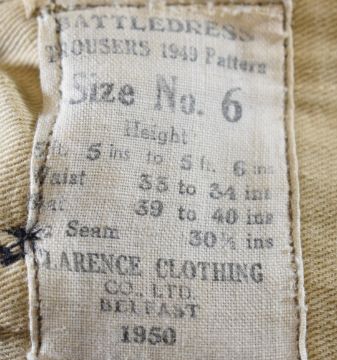 BATTLEDRESS
TROUSERS 1949 Pattern
Size No. 6
Height
5 ins to 5 ft. 6 ins
Waist 33 to 34 ins
39 to 40 ins
Seam 30½ ins
CLARENCE CLOTHING
CO. LTD.
BELFAST
1950